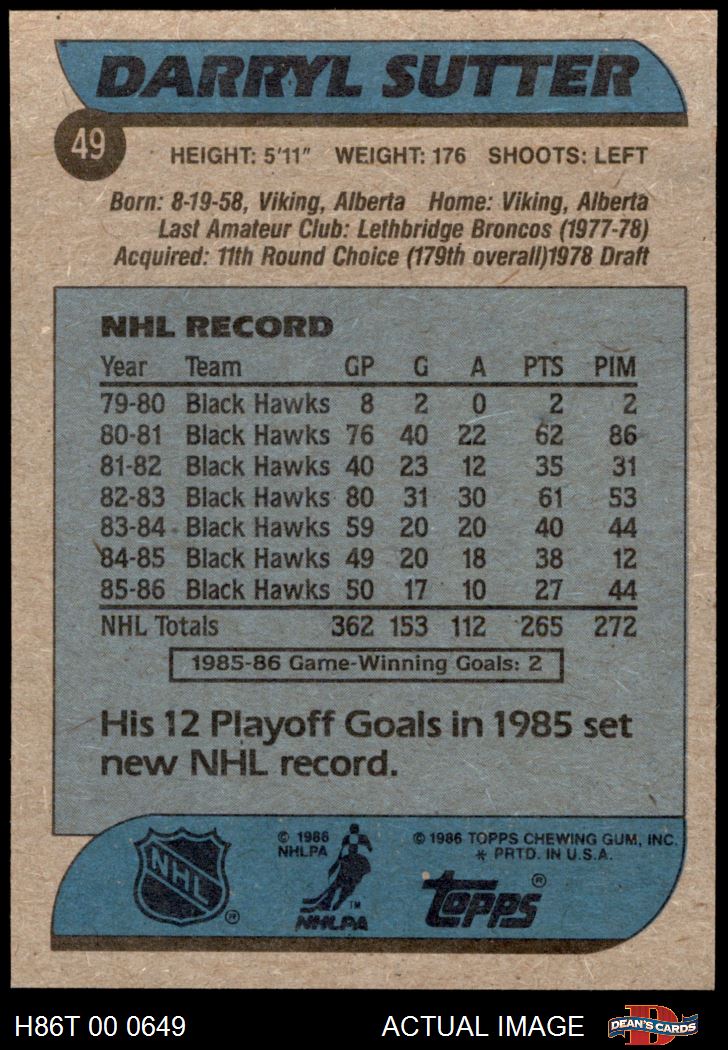 DARRYL SUTTER
49
HEIGHT: 5'11" WEIGHT: 176 SHOOTS: LEFT
Born: 8-19-58, Viking, Alberta Home: Viking, Alberta
Last Amateur Club: Lethbridge Broncos (1977-78)
Acquired: 11th Round Choice (179th overall)1978 Draft
NHL RECORD
Year Team GP G A PTS PIM
79-80 Black Hawks 8 2 0 2 2
80-81 Black Hawks 76 40 22 62 86
81-82 Black Hawks 40 23 12 35 31
82-83 Black Hawks 80 31 30 61 53
83-84 Black Hawks 59 20 20 40 44
84-85 Black Hawks 49 20 18 38 12
85-86 Black Hawks 50 17 10 27 44
NHL Totals 362 153 112 265 272
1985-86 Game-Winning Goals: 2
His 12 Playoff Goals in 1985 set
new NHL record.
NHL ®
© 1986
NHLPA
TM
NHLPA
© 1986 TOPPS CHEWING GUM, INC.
* PRTD. IN U.S.A.
TOPPS ®
H86T 00 0649 ACTUAL IMAGE
D
DEAN'S CARDS